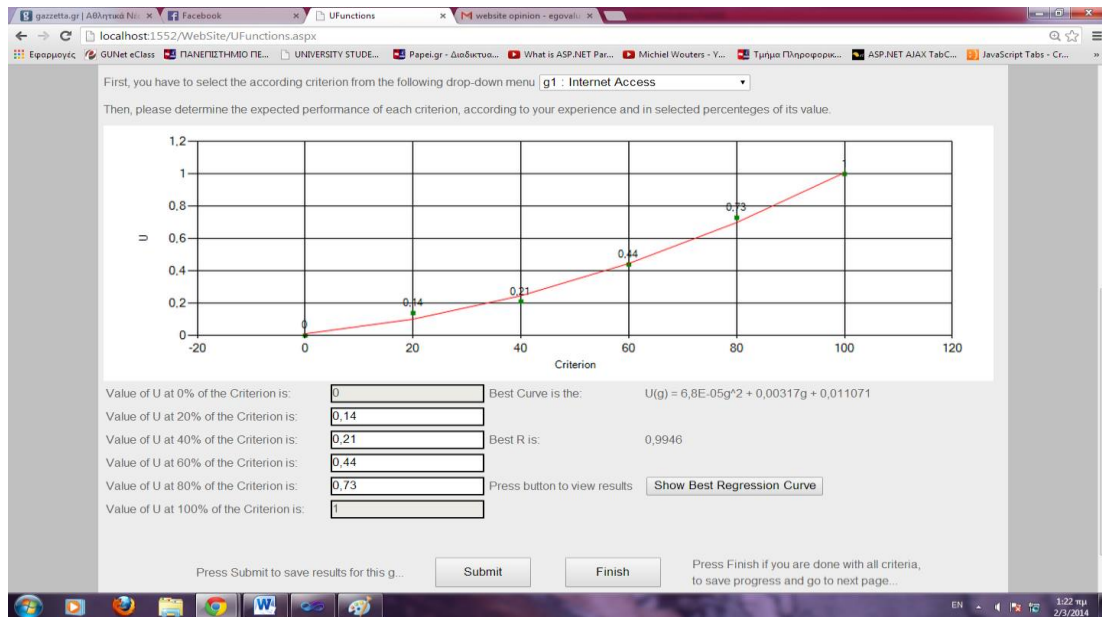 gazzetta.gr | Αθλητικά Νέ
Facebook
UFunctions
website opinion - egovalu
localhost:1552/WebSite/UFunctions.aspx
Εφαρμογές GUNet eClass ΠΑΝΕΠΙΣΤΗΜΙΟ ΠΕ... UNIVERSITY STUDE... Papei.gr - Διαδικτυα... What is ASP.NET Par... Michiel Wouters - Y... Τμήμα Πληροφορικ... ASP.NET AJAX TabC... JavaScript Tabs - Cr... »
First, you have to select the according criterion from the following drop-down menu g1 : Internet Access
Then, please determine the expected performance of each criterion, according to your experience and in selected percenteges of its value.
1,2
1
0,8
0,6
0,4
0,2
0
U
0
0,14
0,21
0,44
0,73
1
-20 0 20 40 60 80 100 120
Criterion
Value of U at 0% of the Criterion is: 0 Best Curve is the: U(g) = 6,8E-05g^2 + 0,00317g + 0,011071
Value of U at 20% of the Criterion is: 0,14
Value of U at 40% of the Criterion is: 0,21 Best R is: 0,9946
Value of U at 60% of the Criterion is: 0,44
Value of U at 80% of the Criterion is: 0,73 Press button to view results Show Best Regression Curve
Value of U at 100% of the Criterion is: 1
Press Submit to save results for this g... Submit Finish Press Finish if you are done with all criteria,
to save progress and go to next page...
EN 1:22 πμ
2/3/2014